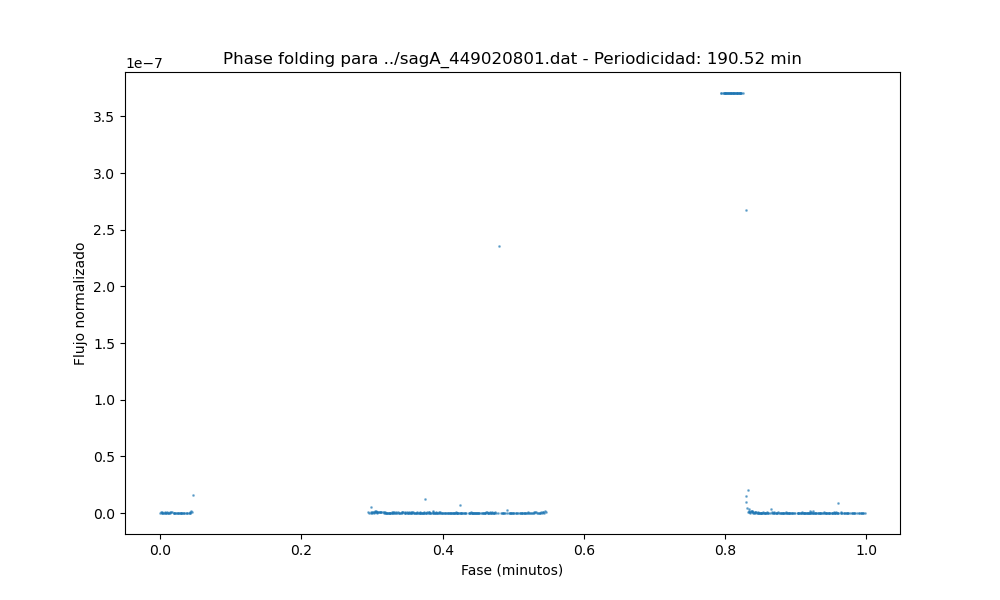 Phase folding para ../sagA_449020801.dat - Periodicidad: 190.52 min
1e−7
3.5
3.0
2.5
2.0
1.5
1.0
0.5
0.0
Flujo normalizado
0.0 0.2 0.4 0.6 0.8 1.0
Fase (minutos)